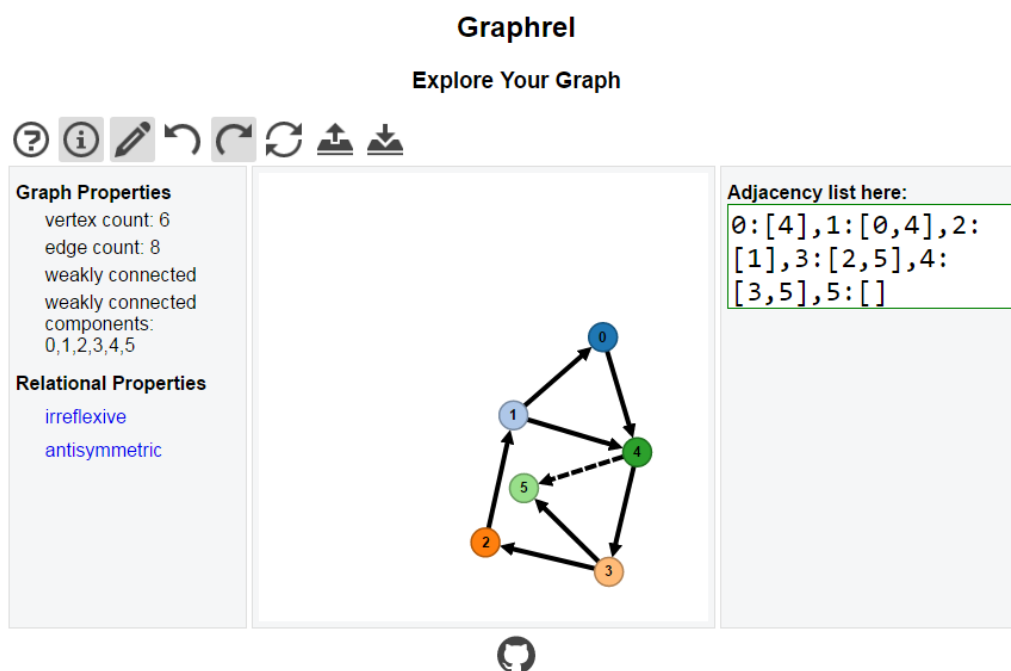 Graphrel
Explore Your Graph
Graph Properties
vertex count: 6
edge count: 8
weakly connected
weakly connected
components:
0,1,2,3,4,5
Relational Properties
irreflexive
antisymmetric
0
1
4
5
2
3
Adjacency list here:
0:[4],1:[0,4],2:
[1],3:[2,5],4:
[3,5],5:[]